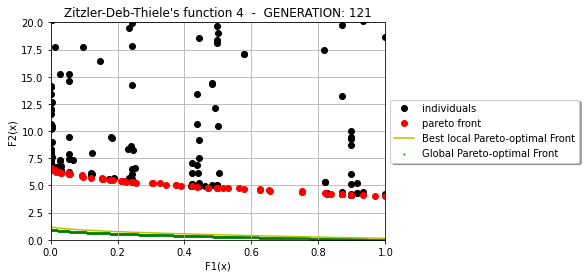 Zitzler-Deb-Thiele's function 4 - GENERATION: 121
20.0
17.5
15.0
12.5
10.0
7.5
5.0
2.5
0.0
F2(x)
0.0 0.2 0.4 0.6 0.8 1.0
F1(x)
individuals
pareto front
Best local Pareto-optimal Front
Global Pareto-optimal Front